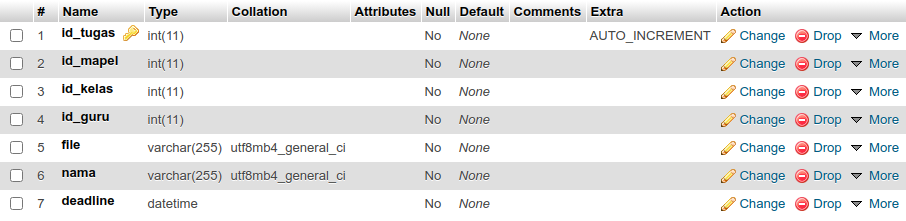 # Name Type Collation Attributes Null Default Comments Extra Action
1 id_tugas int(11) No None AUTO_INCREMENT Change Drop More
2 id_mapel int(11) No None Change Drop More
3 id_kelas int(11) No None Change Drop More
4 id_guru int(11) No None Change Drop More
5 file varchar(255) utf8mb4_general_ci No None Change Drop More
6 nama varchar(255) utf8mb4_general_ci No None Change Drop More
7 deadline datetime No None Change Drop More